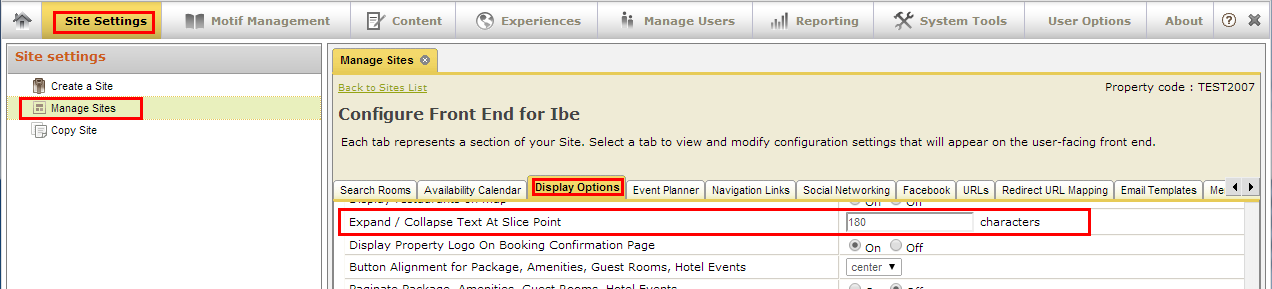 Site Settings Motif Management Content Experiences Manage Users Reporting System Tools User Options About
Site settings
Create a Site
Manage Sites
Copy Site
Manage Sites
Back to Sites List Property code : TEST2007
Configure Front End for Ibe
Each tab represents a section of your Site. Select a tab to view and modify configuration settings that will appear on the user-facing front end.
Search Rooms Availability Calendar Display Options Event Planner Navigation Links Social Networking Facebook URLs Redirect URL Mapping Email Templates Me
Display Restaurants on Map On Off
Expand / Collapse Text At Slice Point 180 characters
Display Property Logo On Booking Confirmation Page On Off
Button Alignment for Package, Amenities, Guest Rooms, Hotel Events center
Paginate Package, Amenities, Guest Rooms, Hotel Events On Off